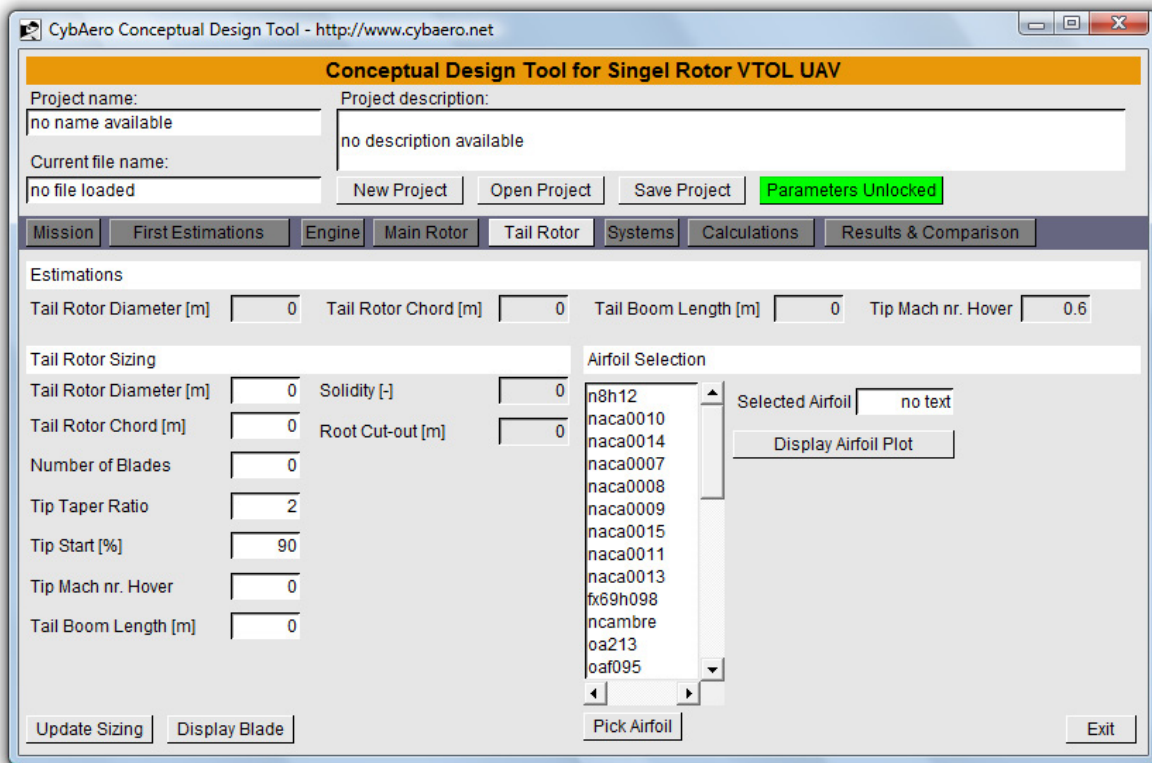 CybAero Conceptual Design Tool - http://www.cybaero.net
Conceptual Design Tool for Singel Rotor VTOL UAV
Project name:
no name available
Project description:
no description available
Current file name:
no file loaded
New Project Open Project Save Project Parameters Unlocked
Mission First Estimations Engine Main Rotor Tail Rotor Systems Calculations Results & Comparison
Estimations
Tail Rotor Diameter [m] 0 Tail Rotor Chord [m] 0 Tail Boom Length [m] 0 Tip Mach nr. Hover 0.6
Tail Rotor Sizing
Tail Rotor Diameter [m] 0 Solidity [-] 0
Tail Rotor Chord [m] 0 Root Cut-out [m] 0
Number of Blades 0
Tip Taper Ratio 2
Tip Start [%] 90
Tip Mach nr. Hover 0
Tail Boom Length [m] 0
Update Sizing Display Blade
Airfoil Selection
n8h12
naca0010
naca0014
naca0007
naca0008
naca0009
naca0015
naca0011
naca0013
fx69h098
ncambre
oa213
oaf095
Selected Airfoil no text
Display Airfoil Plot
Pick Airfoil
Exit